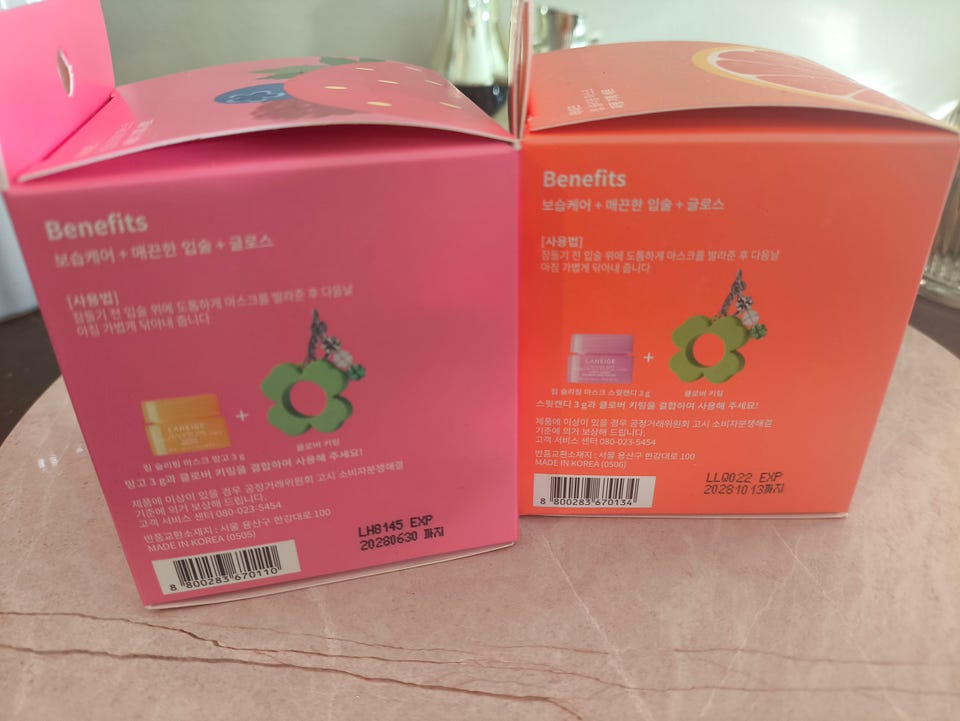 Benefits
보습케어 + 매끈한 입술 + 글로스
[사용법]
잠들기 전 입술 위에 도톰하게 마스크를 발라준 후 다음날
아침 가볍게 닦아내 줍니다
LANEIGE
+
립 슬리핑 마스크 망고 3 g
클로버 키링
망고 3 g과 클로버 키링을 결합하여 사용해 주세요!
제품에 이상이 있을 경우 공정거래위원회 고시 소비자분쟁해결
기준에 의거 보상해 드립니다.
고객 서비스 센터 080-023-5454
반품교환소재지 : 서울 용산구 한강대로 100
MADE IN KOREA (0505)
8 800283 670110
LH8145 EXP
20280630 까지
Benefits
보습케어 + 매끈한 입술 + 글로스
[사용법]
잠들기 전 입술 위에 도톰하게 마스크를 발라준 후 다음날
아침 가볍게 닦아내 줍니다
LANEIGE
+
립 슬리핑 마스크 스윗캔디 3 g
클로버 키링
스윗캔디 3 g과 클로버 키링을 결합하여 사용해 주세요!
제품에 이상이 있을 경우 공정거래위원회 고시 소비자분쟁해결
기준에 의거 보상해 드립니다.
고객 서비스 센터 080-023-5454
반품교환소재지 : 서울 용산구 한강대로 100
MADE IN KOREA (0506)
8 800283 670134
LLQ022 EXP
20281013까지